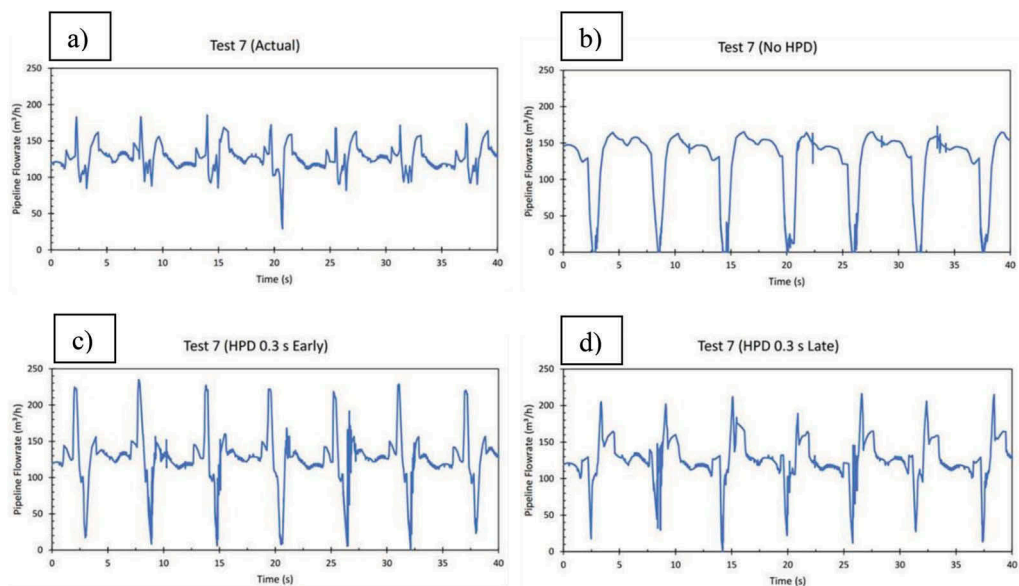 a)
Test 7 (Actual)
Pipeline Flowrate (m³/h)
250
200
150
100
50
0
0 5 10 15 20 25 30 35 40
Time (s)
b)
Test 7 (No HPD)
Pipeline Flowrate (m³/h)
250
200
150
100
50
0
0 5 10 15 20 25 30 35 40
Time (s)
c)
Test 7 (HPD 0.3 s Early)
Pipeline Flowrate (m³/h)
250
200
150
100
50
0
0 5 10 15 20 25 30 35 40
Time (s)
d)
Test 7 (HPD 0.3 s Late)
Pipeline Flowrate (m³/h)
250
200
150
100
50
0
0 5 10 15 20 25 30 35 40
Time (s)